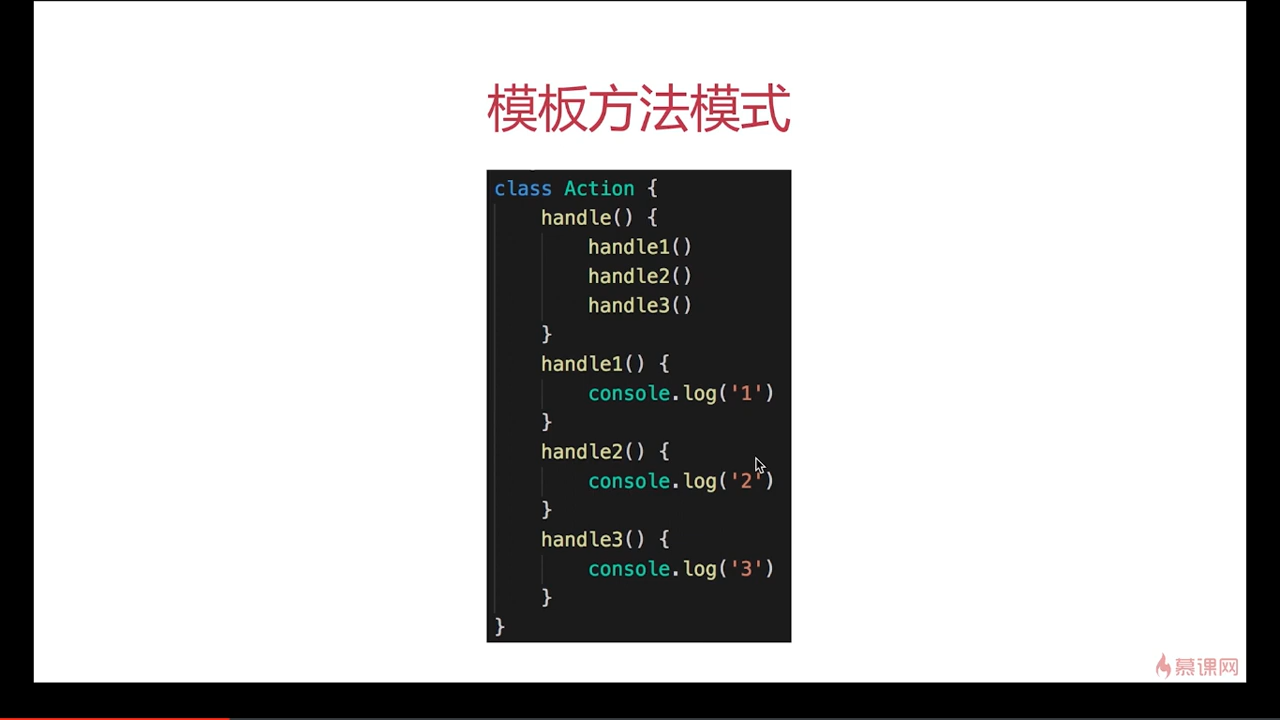 模板方法模式
class Action {
    handle() {
        handle1()
        handle2()
        handle3()
    }
    handle1() {
        console.log('1')
    }
    handle2() {
        console.log('2')
    }
    handle3() {
        console.log('3')
    }
}
慕课网